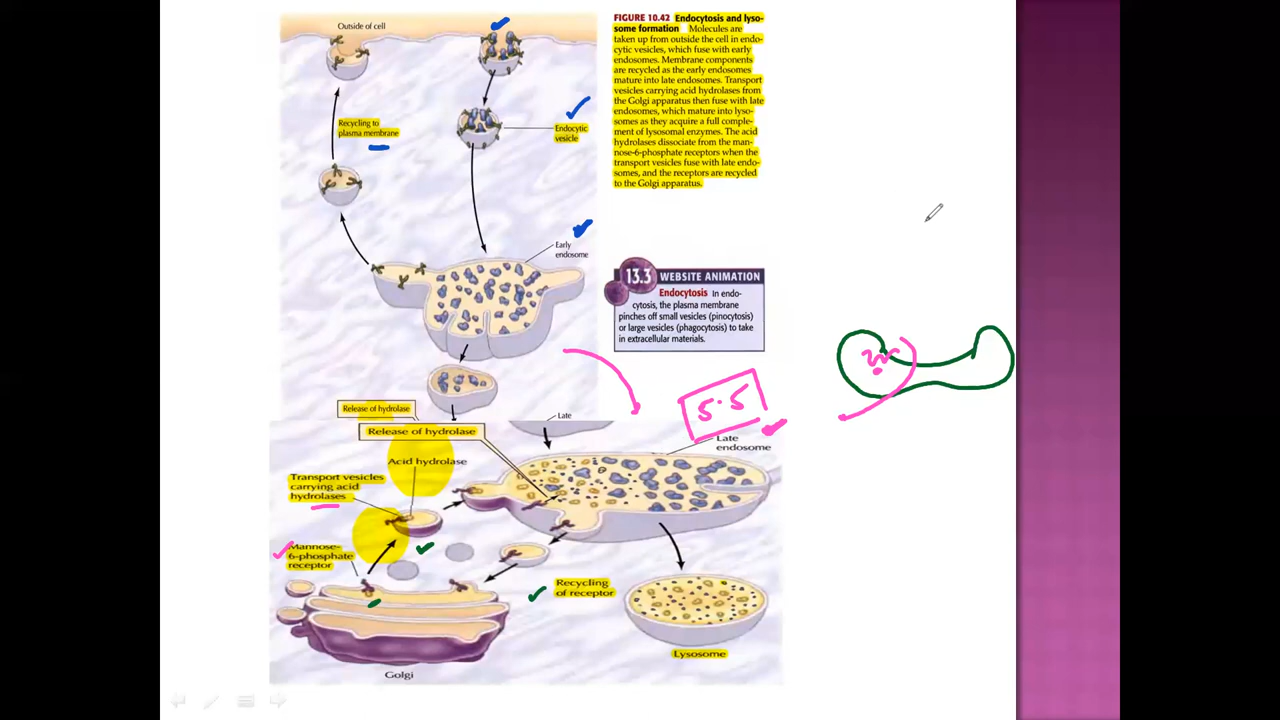 Outside of cell
FIGURE 10.42 Endocytosis and lyso-
some formation Molecules are
taken up from outside the cell in endo-
cytic vesicles, which fuse with early
endosomes. Membrane components
are recycled as the early endosomes
mature into late endosomes. Transport
vesicles carrying acid hydrolases from
the Golgi apparatus then fuse with late
endosomes, which mature into lyso-
somes as they acquire a full comple-
ment of lysosomal enzymes. The acid
hydrolases dissociate from the man-
nose-6-phosphate receptors when the
transport vesicles fuse with late endo-
somes, and the receptors are recycled
to the Golgi apparatus.
Recycling to
plasma membrane
Endocytic
vesicle
Early
endosome
13.3 WEBSITE ANIMATION
Endocytosis In endo-
cytosis, the plasma membrane
pinches off small vesicles (pinocytosis)
or large vesicles (phagocytosis) to take
in extracellular materials.
5.5
Release of hydrolase
Late
Release of hydrolase
Late
endosome
Acid hydrolase
Transport vesicles
carrying acid
hydrolases
Mannose-
6-phosphate
receptor
Recycling
of receptor
Lysosome
Golgi